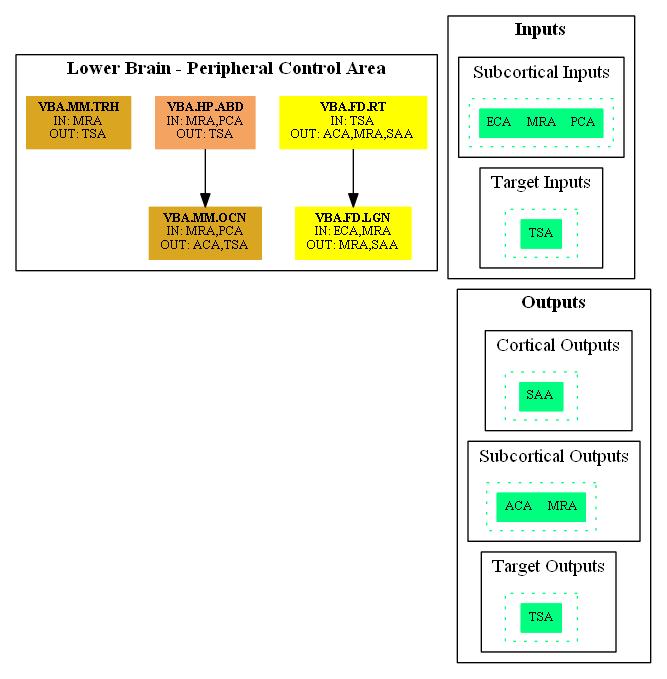 Lower Brain - Peripheral Control Area
VBA.MM.TRH
IN: MRA
OUT: TSA
VBA.HP.ABD
IN: MRA,PCA
OUT: TSA
VBA.FD.RT
IN: TSA
OUT: ACA,MRA,SAA
VBA.MM.OCN
IN: MRA,PCA
OUT: ACA,TSA
VBA.FD.LGN
IN: ECA,MRA
OUT: MRA,SAA
Inputs
Subcortical Inputs
ECA MRA PCA
Target Inputs
TSA
Outputs
Cortical Outputs
SAA
Subcortical Outputs
ACA MRA
Target Outputs
TSA